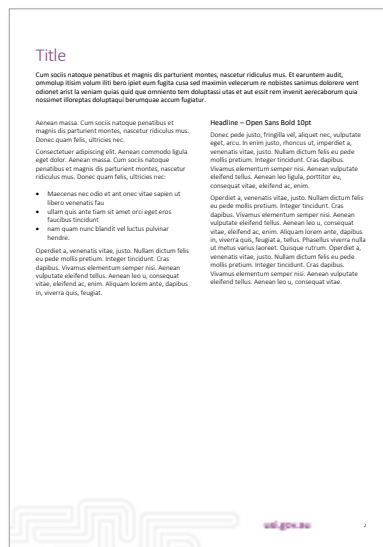 Title
Cum sociis natoque penatibus et magnis dis parturient montes, nascetur ridiculus mus. Et earuntem audit,
ommolup itisim volum iliti bero ipiet eum fugita cusa sed maximin velecerum re nobistes sanimus dolorere vent
odionet arist la veniam quias quid que omniento tem doluptassi utas et aut essit rem invenit aerecaborum quia
nossimet illoreptas doluptaqui berumquae accum fugiatur.
Aenean massa. Cum sociis natoque penatibus et
magnis dis parturient montes, nascetur ridiculus mus.
Donec quam felis, ultricies nec:
Consectetuer adipiscing elit. Aenean commodo ligula
eget dolor. Aenean massa. Cum sociis natoque
penatibus et magnis dis parturient montes, nascetur
ridiculus mus. Donec quam felis, ultricies nec:
• Maecenas nec odio et ant onec vitae sapien ut
libero venenatis fau
• ullam quis ante tiam sit amet orci eget eros
faucibus tincidunt
• nam quam nunc blandit vel luctus pulvinar
hendre.
Operdiet a, venenatis vitae, justo. Nullam dictum felis
eu pede mollis pretium. Integer tincidunt. Cras
dapibus. Vivamus elementum semper nisi. Aenean
vulputate eleifend tellus. Aenean leo u, consequat
vitae, eleifend ac, enim. Aliquam lorem ante, dapibus
in, viverra quis, feugiat.
Headline – Open Sans Bold 10pt
Donec pede justo, fringilla vel, aliquet nec, vulputate
eget, arcu. In enim justo, rhoncus ut, imperdiet a,
venenatis vitae, justo. Nullam dictum felis eu pede
mollis pretium. Integer tincidunt. Cras dapibus.
Vivamus elementum semper nisi. Aenean vulputate
eleifend tellus. Aenean leo ligula, porttitor eu,
consequat vitae, eleifend ac, enim.
Operdiet a, venenatis vitae, justo. Nullam dictum felis
eu pede mollis pretium. Integer tincidunt. Cras
dapibus. Vivamus elementum semper nisi. Aenean
vulputate eleifend tellus. Aenean leo u, consequat
vitae, eleifend ac, enim. Aliquam lorem ante, dapibus
in, viverra quis, feugiat a, tellus. Phasellus viverra nulla
ut metus varius laoreet. Quisque rutrum. Operdiet a,
venenatis vitae, justo. Nullam dictum felis eu pede
mollis pretium. Integer tincidunt. Cras dapibus.
Vivamus elementum semper nisi. Aenean vulputate
eleifend tellus. Aenean leo u, consequat vitae.
usi.gov.au
2